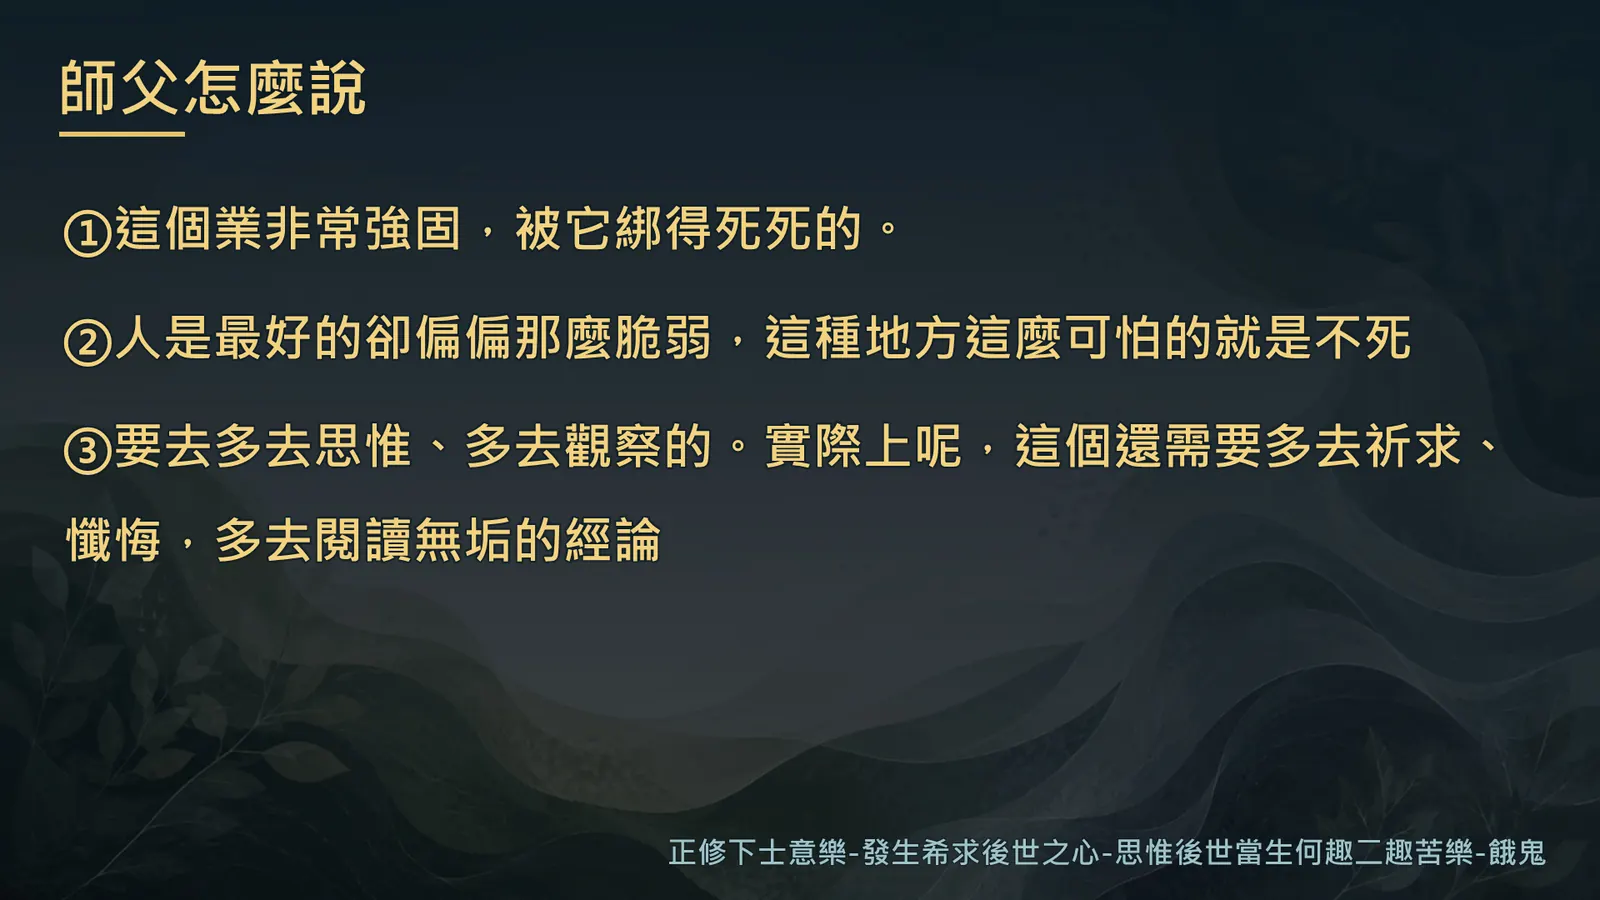 師父怎麼說
①這個業非常強固，被它綁得死死的。
②人是最好的卻偏偏那麼脆弱，這種地方這麼可怕的就是不死
③要去多去思惟、多去觀察的。實際上呢，這個還需要多去祈求、
懺悔，多去閱讀無垢的經論
正修下士意樂-發生希求後世之心-思惟後世當生何趣二趣苦樂-餓鬼